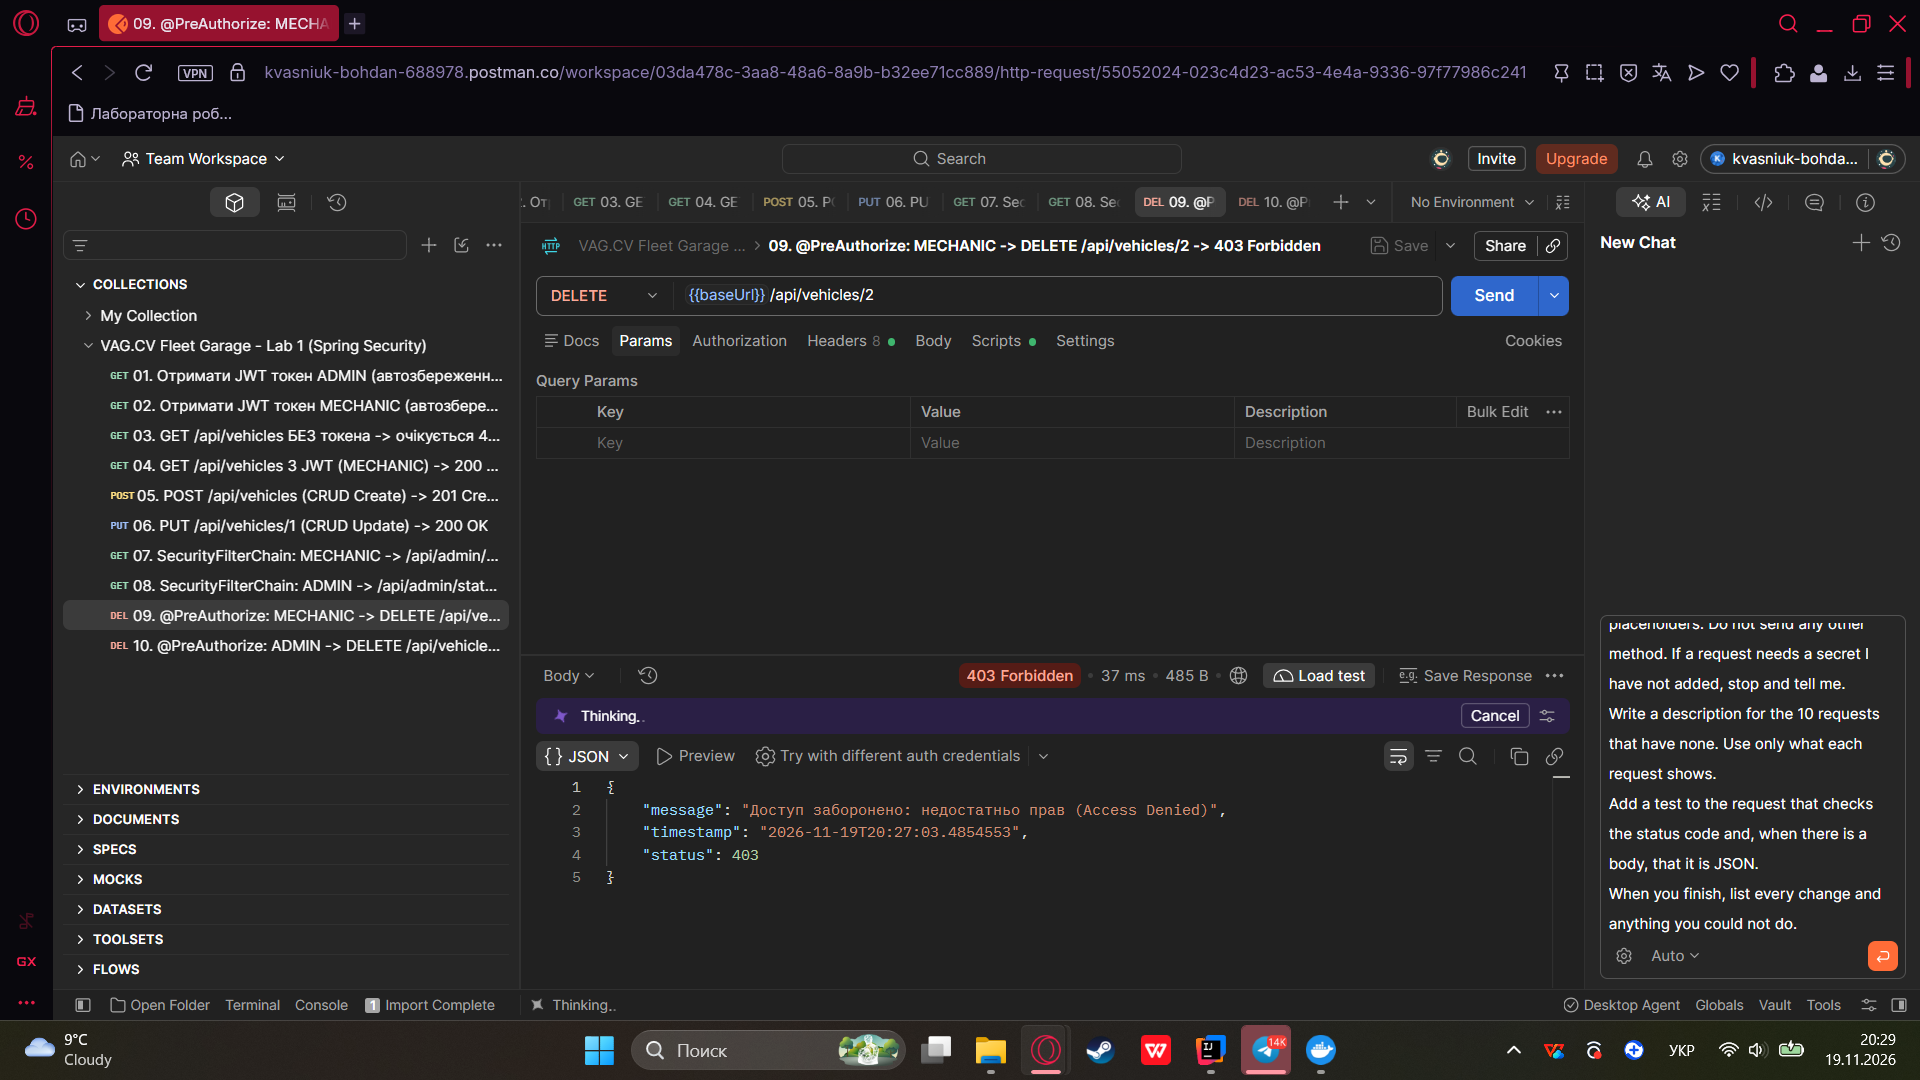 09. @PreAuthorize: MECHA
VPN
kvasniuk-bohdan-688978.postman.co/workspace/03da478c-3aa8-48a6-8a9b-b32ee71cc889/http-request/55052024-023c4d23-ac53-4e4a-9336-97f77986c241
Лабораторна роб...
Team Workspace
Search
Invite
Upgrade
K
kvasniuk-bohda...
. От
GET 03. GE
GET 04. GE
POST 05. P
PUT 06. PU
GET 07. Sec
GET 08. Sec
DEL 09. @P
DEL 10. @P
No Environment
AI
HTTP
VAG.CV Fleet Garage ... > 09. @PreAuthorize: MECHANIC -> DELETE /api/vehicles/2 -> 403 Forbidden
Save
Share
New Chat
COLLECTIONS
My Collection
VAG.CV Fleet Garage - Lab 1 (Spring Security)
GET 01. Отримати JWT токен ADMIN (автозбереженн...
GET 02. Отримати JWT токен MECHANIC (автозбере...
GET 03. GET /api/vehicles БЕЗ токена -> очікується 4...
GET 04. GET /api/vehicles З JWT (MECHANIC) -> 200 ...
POST 05. POST /api/vehicles (CRUD Create) -> 201 Cre...
PUT 06. PUT /api/vehicles/1 (CRUD Update) -> 200 OK
GET 07. SecurityFilterChain: MECHANIC -> /api/admin/...
GET 08. SecurityFilterChain: ADMIN -> /api/admin/stat...
DEL 09. @PreAuthorize: MECHANIC -> DELETE /api/ve...
DEL 10. @PreAuthorize: ADMIN -> DELETE /api/vehicle...
ENVIRONMENTS
DOCUMENTS
SPECS
MOCKS
DATASETS
TOOLSETS
FLOWS
DELETE
{{baseUrl}} /api/vehicles/2
Send
Docs
Params
Authorization
Headers 8
Body
Scripts
Settings
Cookies
Query Params
Key
Value
Description
Bulk Edit
Key
Value
Description
Body
403 Forbidden
37 ms
485 B
Load test
e.g. Save Response
Thinking..
Cancel
{} JSON
Preview
Try with different auth credentials
1 {
2 "message": "Доступ заборонено: недостатньо прав (Access Denied)",
3 "timestamp": "2026-11-19T20:27:03.4854553",
4 "status": 403
5 }
placeholders. Do not send any other
method. If a request needs a secret I
have not added, stop and tell me.
Write a description for the 10 requests
that have none. Use only what each
request shows.
Add a test to the request that checks
the status code and, when there is a
body, that it is JSON.
When you finish, list every change and
anything you could not do.
Auto
GX
Open Folder
Terminal
Console
1 Import Complete
Thinking..
Desktop Agent
Globals
Vault
Tools
9°C
Cloudy
Поиск
14K
УКР
20:29
19.11.2026